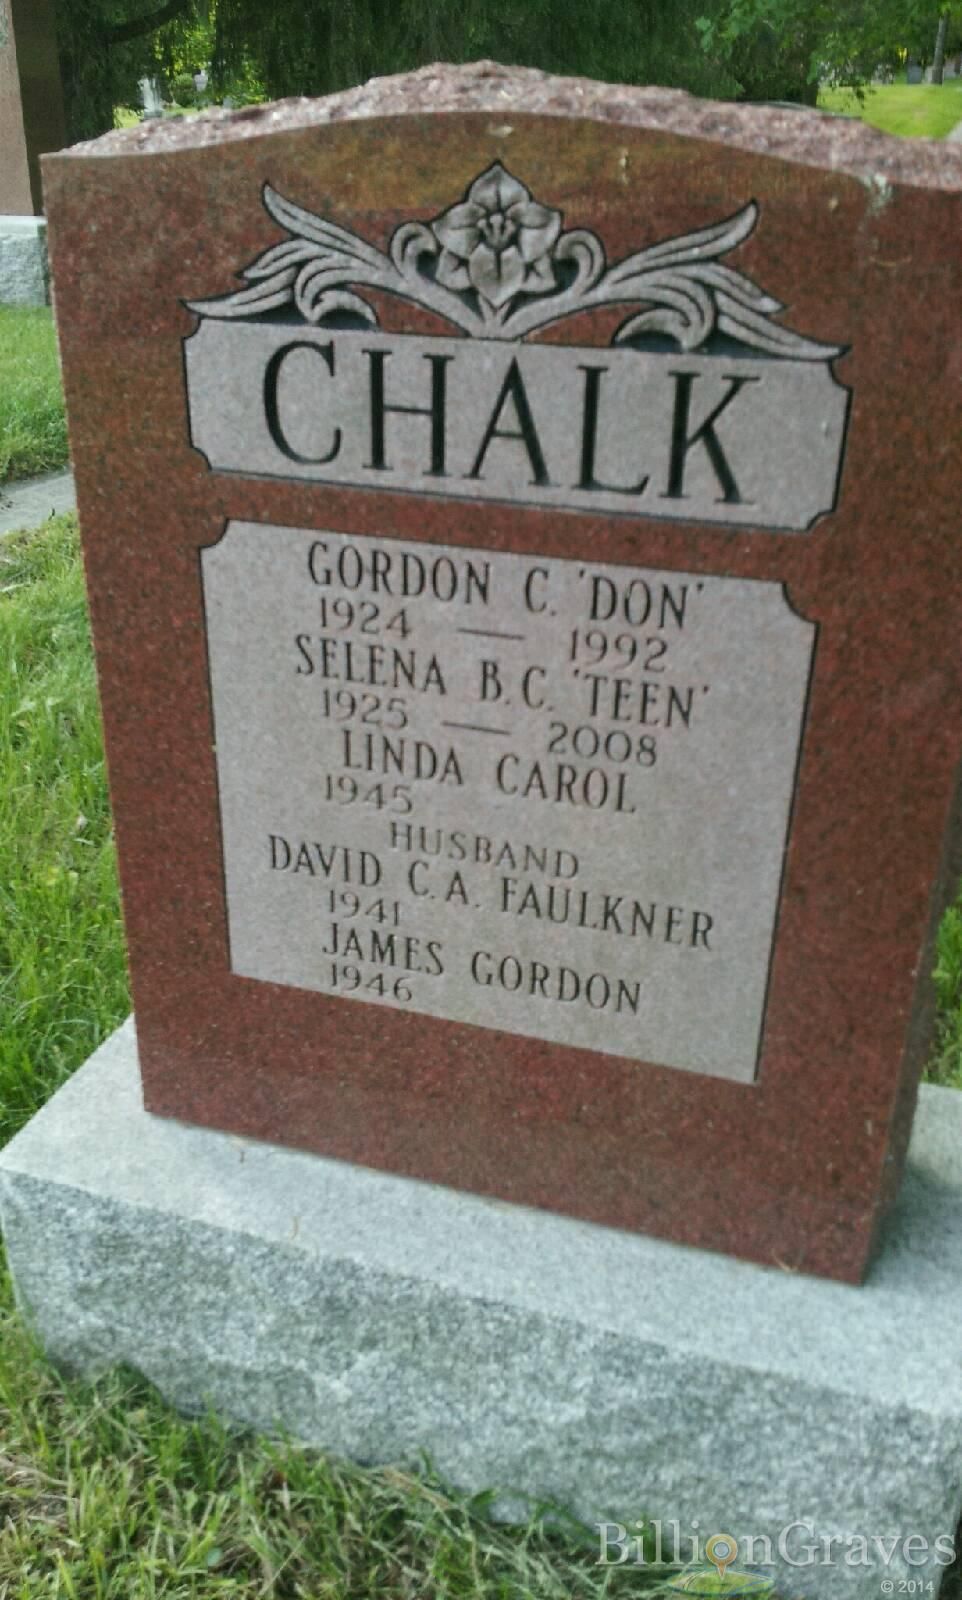 CHALK
GORDON C. 'DON'
1924 — 1992
SELENA B.C. 'TEEN'
1925 — 2008
LINDA CAROL
1945
HUSBAND
DAVID C.A. FAULKNER
1941
JAMES GORDON
1946
BillionGraves
© 2014